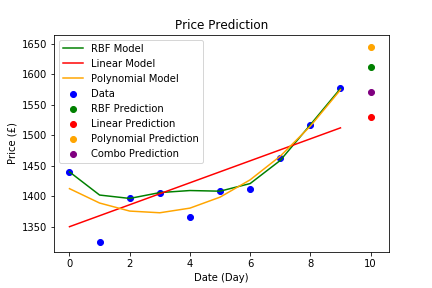 Price Prediction
Price (£)
1650
1600
1550
1500
1450
1400
1350
RBF Model
Linear Model
Polynomial Model
Data
RBF Prediction
Linear Prediction
Polynomial Prediction
Combo Prediction
0 2 4 6 8 10
Date (Day)